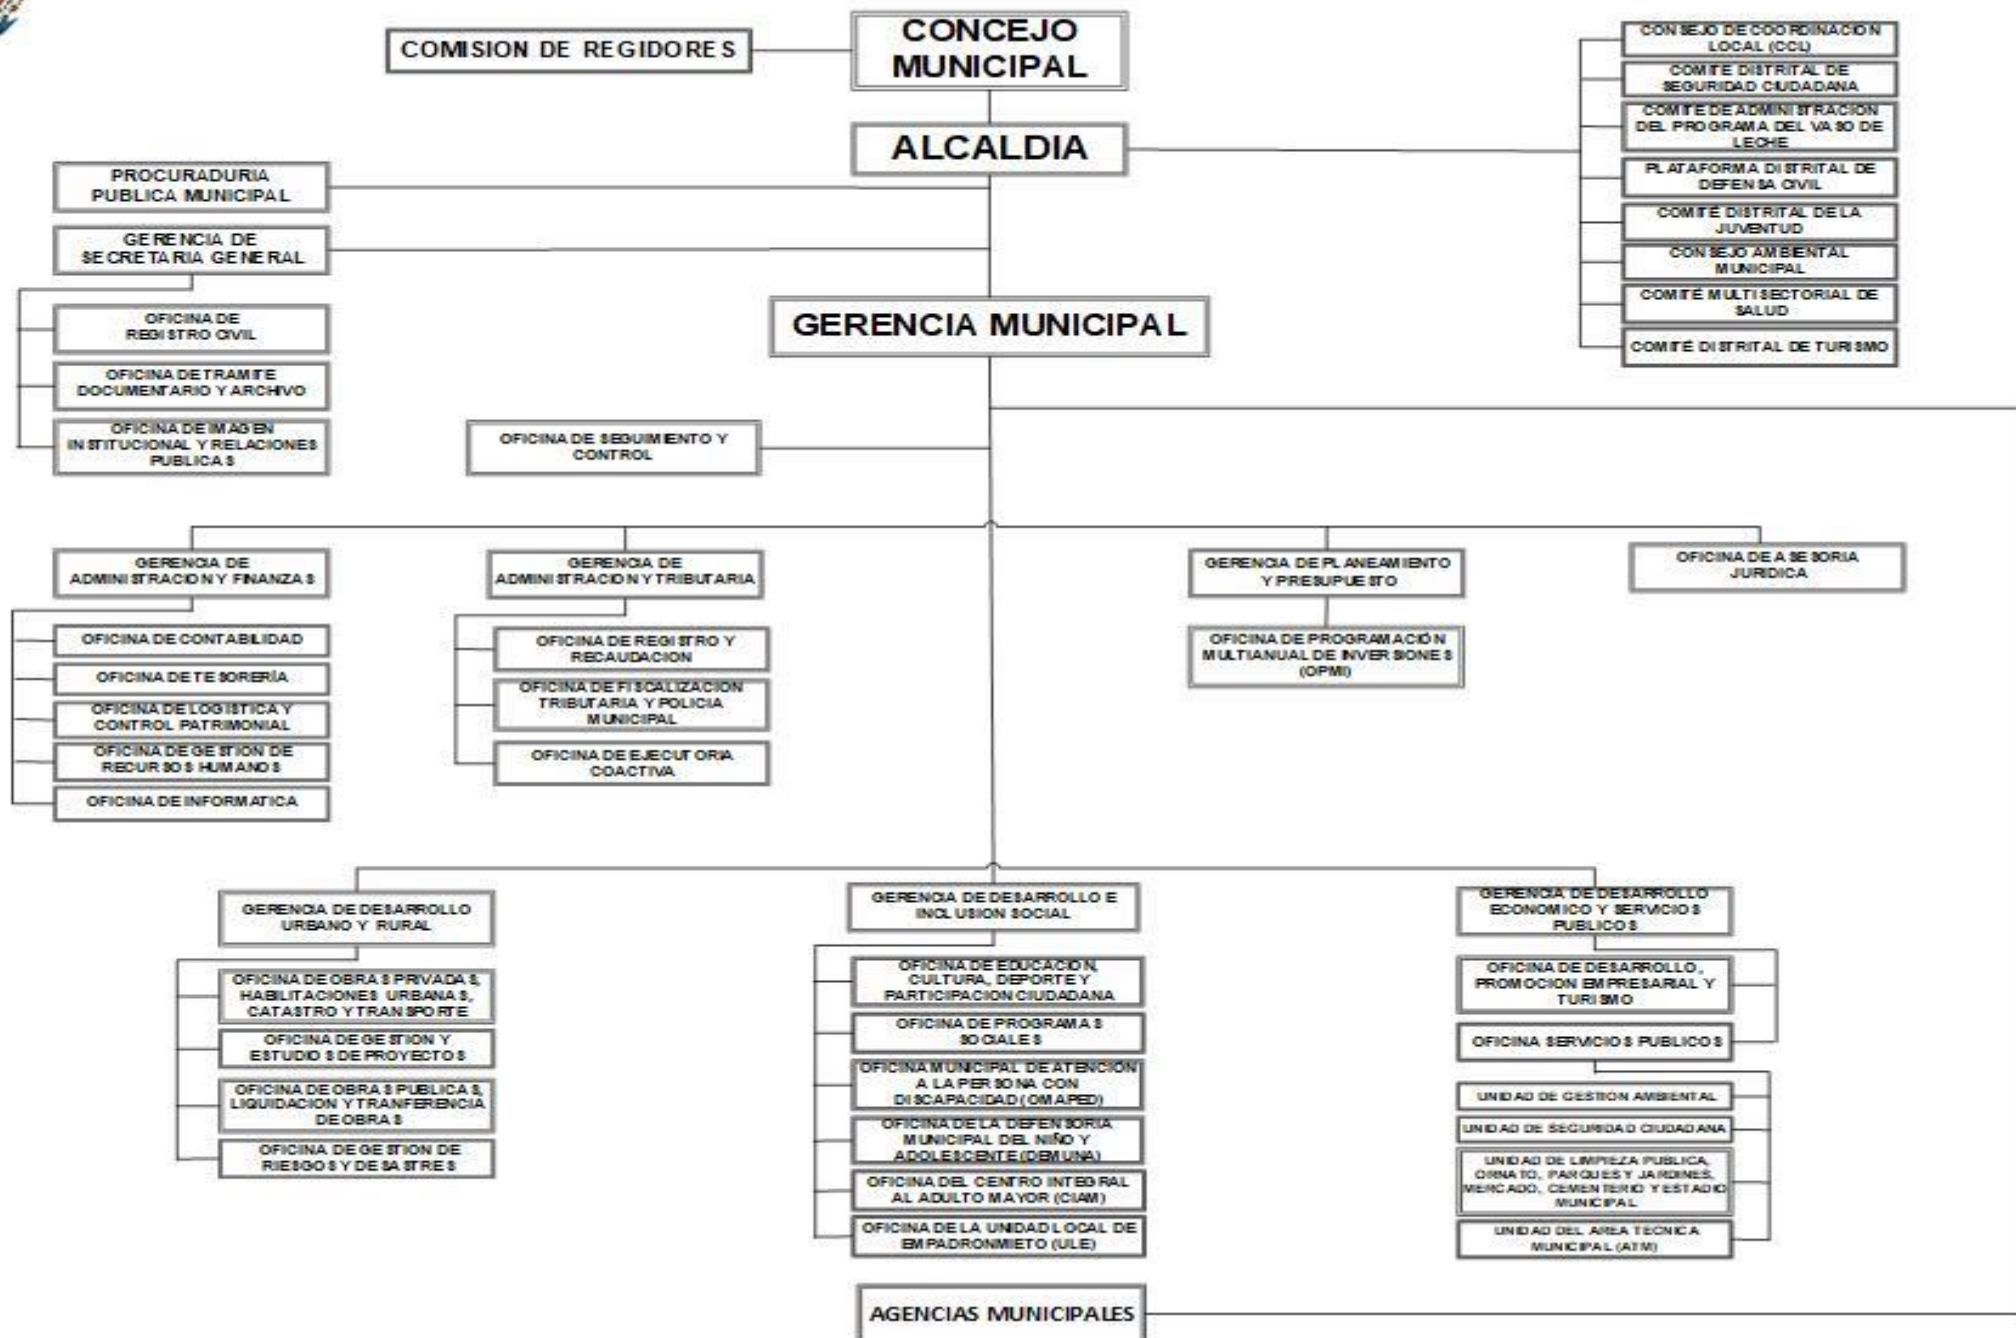 COMISION DE REGIDORES
CONCEJO
MUNICIPAL
ALCALDIA
CONSEJO DE COORDINACION
LOCAL (CCL)
COMITE DISTRITAL DE
SEGURIDAD CIUDADANA
COMITE DE ADMINISTRACION
DEL PROGRAMA DEL VASO DE
LECHE
PLATAFORMA DISTRITAL DE
DEFENSA CIVIL
COMITÉ DISTRITAL DE LA
JUVENTUD
CONSEJO AMBIENTAL
MUNICIPAL
COMITÉ MULTISECTORIAL DE
SALUD
COMITÉ DISTRITAL DE TURISMO
PROCURADURIA
PUBLICA MUNICIPAL
GERENCIA DE
SECRETARIA GENERAL
OFICINA DE
REGISTRO CIVIL
OFICINA DE TRAMITE
DOCUMENTARIO Y ARCHIVO
OFICINA DE IMAGEN
INSTITUCIONAL Y RELACIONES
PUBLICAS
GERENCIA MUNICIPAL
OFICINA DE SEGUIMIENTO Y
CONTROL
GERENCIA DE
ADMINISTRACION Y FINANZAS
OFICINA DE CONTABILIDAD
OFICINA DE TESORERÍA
OFICINA DE LOGISTICA Y
CONTROL PATRIMONIAL
OFICINA DE GESTION DE
RECURSOS HUMANOS
OFICINA DE INFORMATICA
GERENCIA DE
ADMINISTRACION Y TRIBUTARIA
OFICINA DE REGISTRO Y
RECAUDACION
OFICINA DE FISCALIZACION
TRIBUTARIA Y POLICIA
MUNICIPAL
OFICINA DE EJECUTORIA
COACTIVA
GERENCIA DE PLANEAMIENTO
Y PRESUPUESTO
OFICINA DE PROGRAMACIÓN
MULTIANUAL DE INVERSIONES
(OPMI)
OFICINA DE ASESORIA
JURIDICA
GERENCIA DE DESARROLLO
URBANO Y RURAL
OFICINA DE OBRAS PRIVADAS,
HABILITACIONES URBANAS,
CATASTRO Y TRANSPORTE
OFICINA DE GESTION Y
ESTUDIOS DE PROYECTOS
OFICINA DE OBRAS PUBLICAS,
LIQUIDACION Y TRANFERENCIA
DE OBRAS
OFICINA DE GESTION DE
RIESGOS Y DESASTRES
GERENCIA DE DESARROLLO E
INCLUSION SOCIAL
OFICINA DE EDUCACION,
CULTURA, DEPORTE Y
PARTICIPACION CIUDADANA
OFICINA DE PROGRAMAS
SOCIALES
OFICINA MUNICIPAL DE ATENCIÓN
A LA PERSONA CON
DISCAPACIDAD (OMAPED)
OFICINA DE LA DEFENSORIA
MUNICIPAL DEL NIÑO Y
ADOLESCENTE (DEMUNA)
OFICINA DEL CENTRO INTEGRAL
AL ADULTO MAYOR (CIAM)
OFICINA DE LA UNIDAD LOCAL DE
EMPADRONMIETO (ULE)
GERENCIA DE DESARROLLO
ECONOMICO Y SERVICIOS
PUBLICOS
OFICINA DE DESARROLLO,
PROMOCION EMPRESARIAL Y
TURISMO
OFICINA SERVICIOS PUBLICOS
UNIDAD DE GESTION AMBIENTAL
UNIDAD DE SEGURIDAD CIUDADANA
UNIDAD DE LIMPIEZA PUBLICA,
ORNATO, PARQUES Y JARDINES,
MERCADO, CEMENTERIO Y ESTADIO
MUNICIPAL
UNIDAD DEL AREA TECNICA
MUNICIPAL (ATM)
AGENCIAS MUNICIPALES